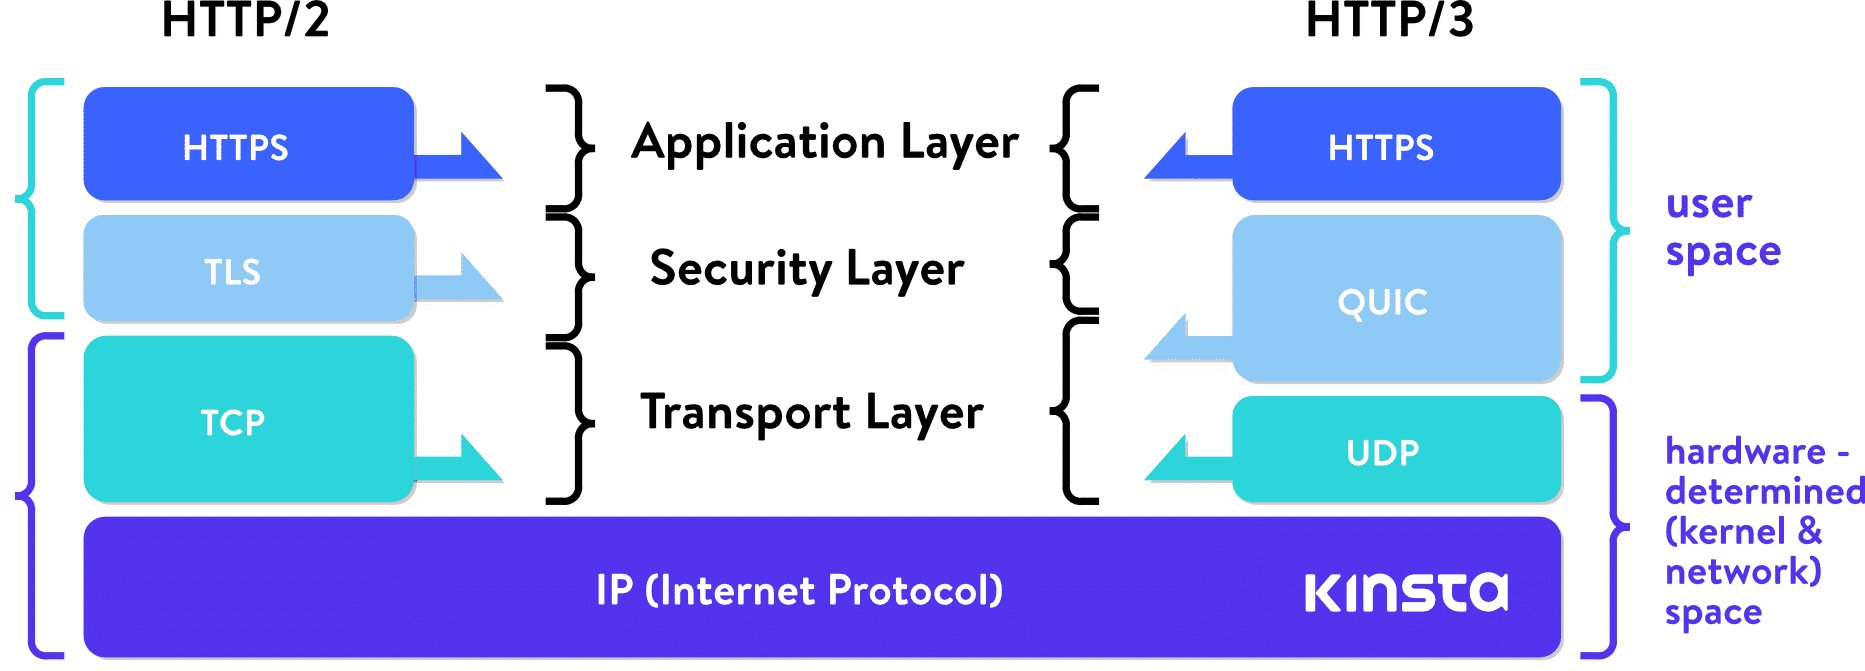 HTTP/2
HTTP/3
HTTPS
Application Layer
HTTPS
TLS
Security Layer
QUIC
user
space
TCP
Transport Layer
UDP
hardware -
determined
(kernel &
network)
space
IP (Internet Protocol)
KINSTA